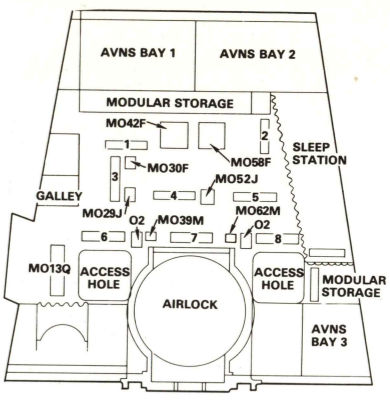 AVNS BAY 1
AVNS BAY 2
MODULAR STORAGE
MO42F
1
2
MO30F
MO58F
SLEEP
STATION
3
4
MO52J
5
GALLEY
MO29J
O2
MO39M
MO62M
O2
6
7
8
MO13Q
ACCESS
HOLE
AIRLOCK
ACCESS
HOLE
MODULAR
STORAGE
AVNS
BAY 3